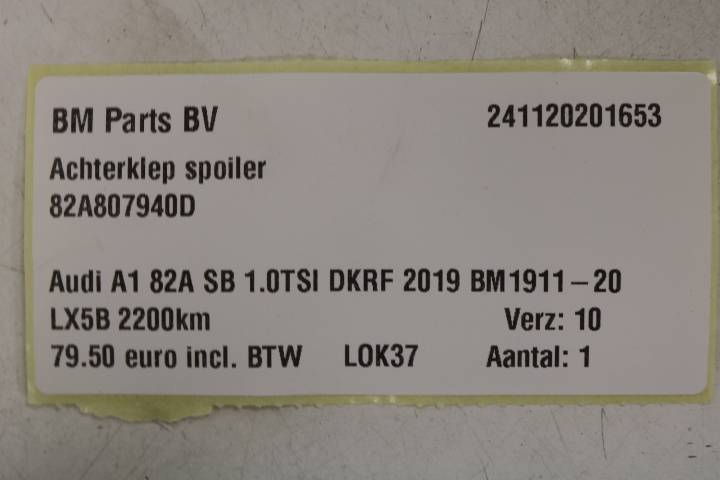 BM Parts BV 241120201653
Achterklep spoiler
82A807940D
Audi A1 82A SB 1.0TSI DKRF 2019 BM1911-20
LX5B 2200km Verz: 10
79.50 euro incl. BTW LOK37 Aantal: 1